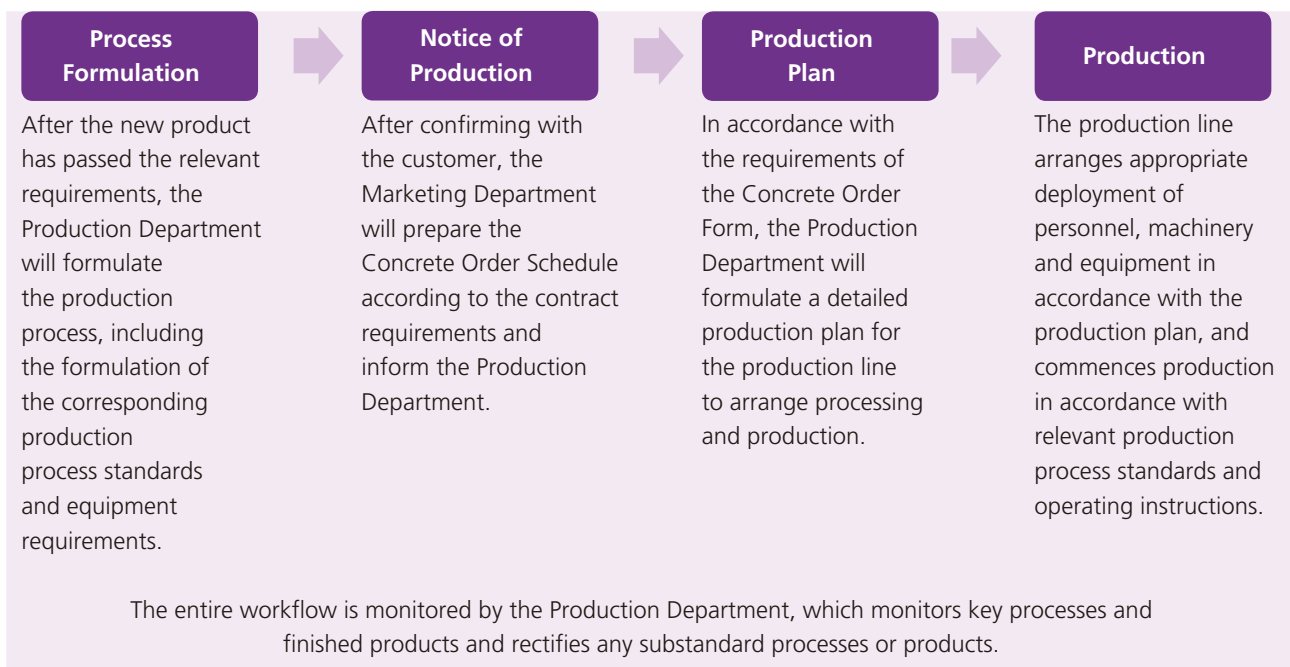 Process
Formulation
After the new product
has passed the relevant
requirements, the
Production Department
will formulate
the production
process, including
the formulation of
the corresponding
production
process standards
and equipment
requirements.
Notice of
Production
After confirming with
the customer, the
Marketing Department
will prepare the
Concrete Order Schedule
according to the contract
requirements and
inform the Production
Department.
Production
Plan
In accordance with
the requirements of
the Concrete Order
Form, the Production
Department will
formulate a detailed
production plan for
the production line
to arrange processing
and production.
Production
The production line
arranges appropriate
deployment of
personnel, machinery
and equipment in
accordance with the
production plan, and
commences production
in accordance with
relevant production
process standards and
operating instructions.
The entire workflow is monitored by the Production Department, which monitors key processes and
finished products and rectifies any substandard processes or products.